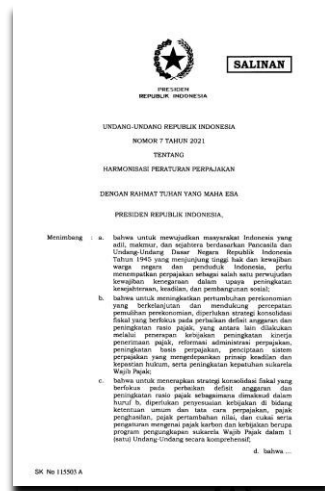 SALINAN
PRESIDEN
REPUBLIK INDONESIA
UNDANG-UNDANG REPUBLIK INDONESIA
NOMOR 7 TAHUN 2021
TENTANG
HARMONISASI PERATURAN PERPAJAKAN
DENGAN RAHMAT TUHAN YANG MAHA ESA
PRESIDEN REPUBLIK INDONESIA,
Menimbang : a. bahwa untuk mewujudkan masyarakat Indonesia yang
adil, makmur, dan sejahtera berdasarkan Pancasila dan
Undang-Undang Dasar Negara Republik Indonesia
Tahun 1945 yang menjunjung tinggi hak dan kewajiban
warga negara dan penduduk Indonesia, perlu
menempatkan perpajakan sebagai salah satu perwujudan
kewajiban kenegaraan dalam upaya peningkatan
kesejahteraan, keadilan, dan pembangunan sosial;
b. bahwa untuk meningkatkan pertumbuhan perekonomian
yang berkelanjutan dan mendukung percepatan
pemulihan perekonomian, diperlukan strategi konsolidasi
fiskal yang berfokus pada perbaikan defisit anggaran dan
peningkatan rasio pajak, yang antara lain dilakukan
melalui penerapan kebijakan peningkatan kinerja
penerimaan pajak, reformasi administrasi perpajakan,
peningkatan basis perpajakan, penciptaan sistem
perpajakan yang mengedepankan prinsip keadilan dan
kepastian hukum, serta peningkatan kepatuhan sukarela
Wajib Pajak;
c. bahwa untuk menerapkan strategi konsolidasi fiskal yang
berfokus pada perbaikan defisit anggaran dan
peningkatan rasio pajak sebagaimana dimaksud dalam
huruf b, diperlukan penyesuaian kebijakan di bidang
ketentuan umum dan tata cara perpajakan, pajak
penghasilan, pajak pertambahan nilai, dan cukai serta
pengaturan mengenai pajak karbon dan kebijakan berupa
program pengungkapan sukarela Wajib Pajak dalam 1
(satu) Undang-Undang secara komprehensif;
d. bahwa ...
SK No 115503 A